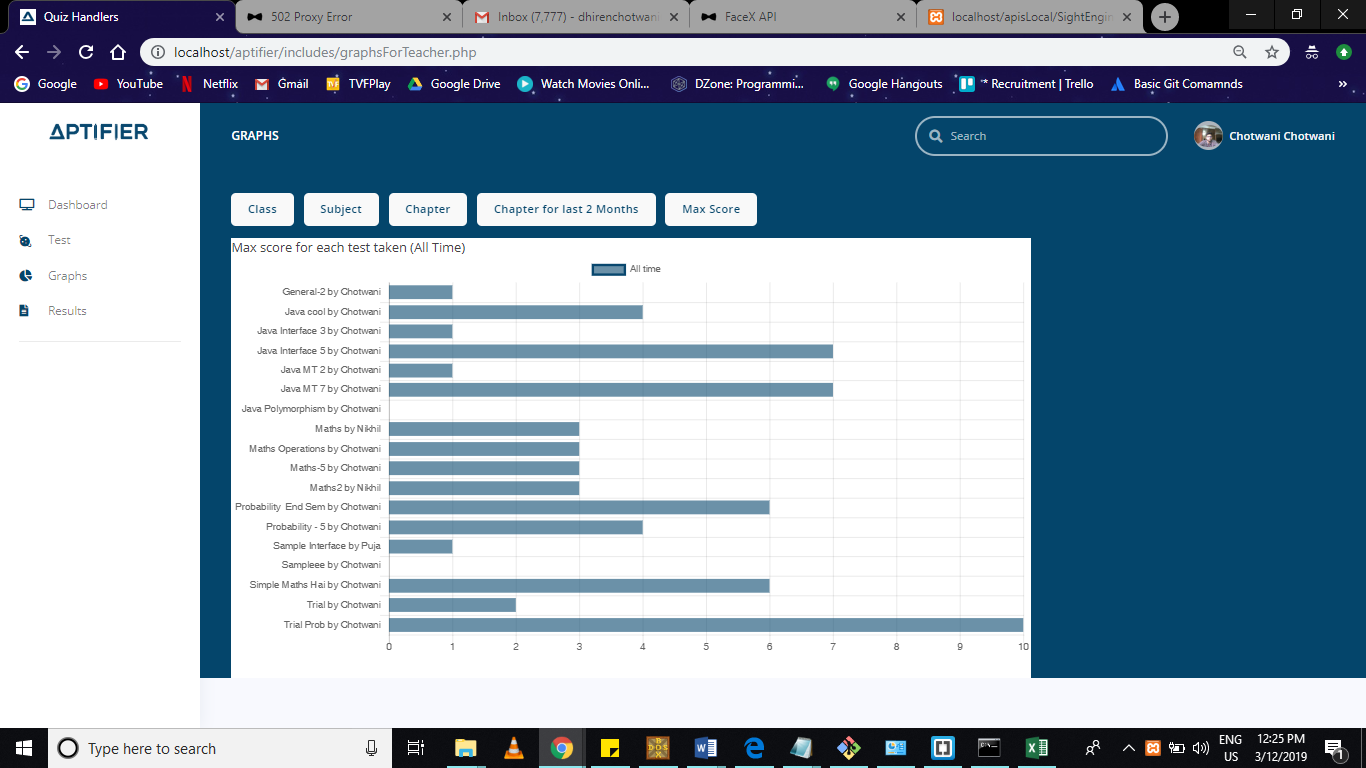 Quiz Handlers
502 Proxy Error
Inbox (7,777) - dhirenchotwani
FaceX API
localhost/apisLocal/SightEngin
localhost/aptifier/includes/graphsForTeacher.php
Google
YouTube
Netflix
Gmail
TVFPlay
Google Drive
Watch Movies Onli...
DZone: Programmi...
Google Hangouts
* Recruitment | Trello
Basic Git Comamnds
»
APTIFIER
GRAPHS
Search
Chotwani Chotwani
Dashboard
Test
Graphs
Results
Class
Subject
Chapter
Chapter for last 2 Months
Max Score
Max score for each test taken (All Time)
All time
General-2 by Chotwani
Java cool by Chotwani
Java Interface 3 by Chotwani
Java Interface 5 by Chotwani
Java MT 2 by Chotwani
Java MT 7 by Chotwani
Java Polymorphism by Chotwani
Maths by Nikhil
Maths Operations by Chotwani
Maths-5 by Chotwani
Maths2 by Nikhil
Probability End Sem by Chotwani
Probability - 5 by Chotwani
Sample Interface by Puja
Sampleee by Chotwani
Simple Maths Hai by Chotwani
Trial by Chotwani
Trial Prob by Chotwani
0 1 2 3 4 5 6 7 8 9 10
Type here to search
ENG
US
12:25 PM
3/12/2019
1